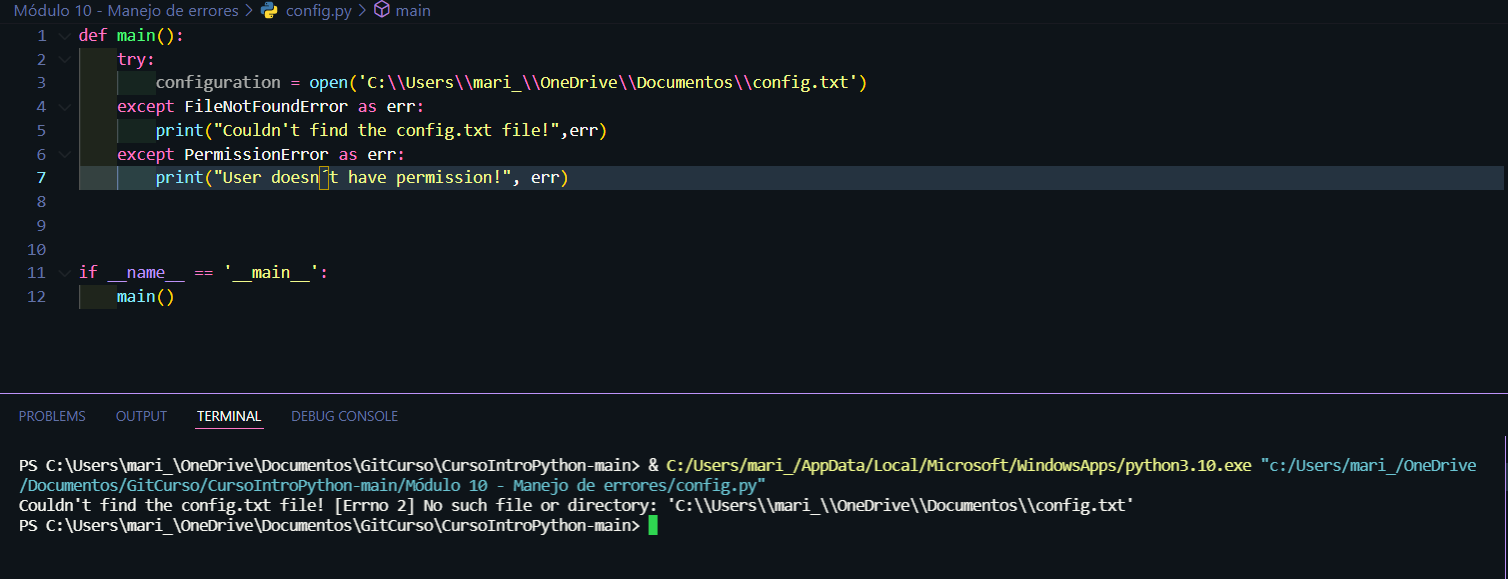 Módulo 10 - Manejo de errores > config.py > main
1 def main():
2 try:
3 configuration = open('C:\\Users\\mari_\\OneDrive\\Documentos\\config.txt')
4 except FileNotFoundError as err:
5 print("Couldn't find the config.txt file!",err)
6 except PermissionError as err:
7 print("User doesn´t have permission!", err)
8
9
10
11 if __name__ == '__main__':
12 main()
PROBLEMS OUTPUT TERMINAL DEBUG CONSOLE
PS C:\Users\mari_\OneDrive\Documentos\GitCurso\CursoIntroPython-main> & C:/Users/mari_/AppData/Local/Microsoft/WindowsApps/python3.10.exe "c:/Users/mari_/OneDrive
/Documentos/GitCurso/CursoIntroPython-main/Módulo 10 - Manejo de errores/config.py"
Couldn't find the config.txt file! [Errno 2] No such file or directory: 'C:\\Users\\mari_\\OneDrive\\Documentos\\config.txt'
PS C:\Users\mari_\OneDrive\Documentos\GitCurso\CursoIntroPython-main>